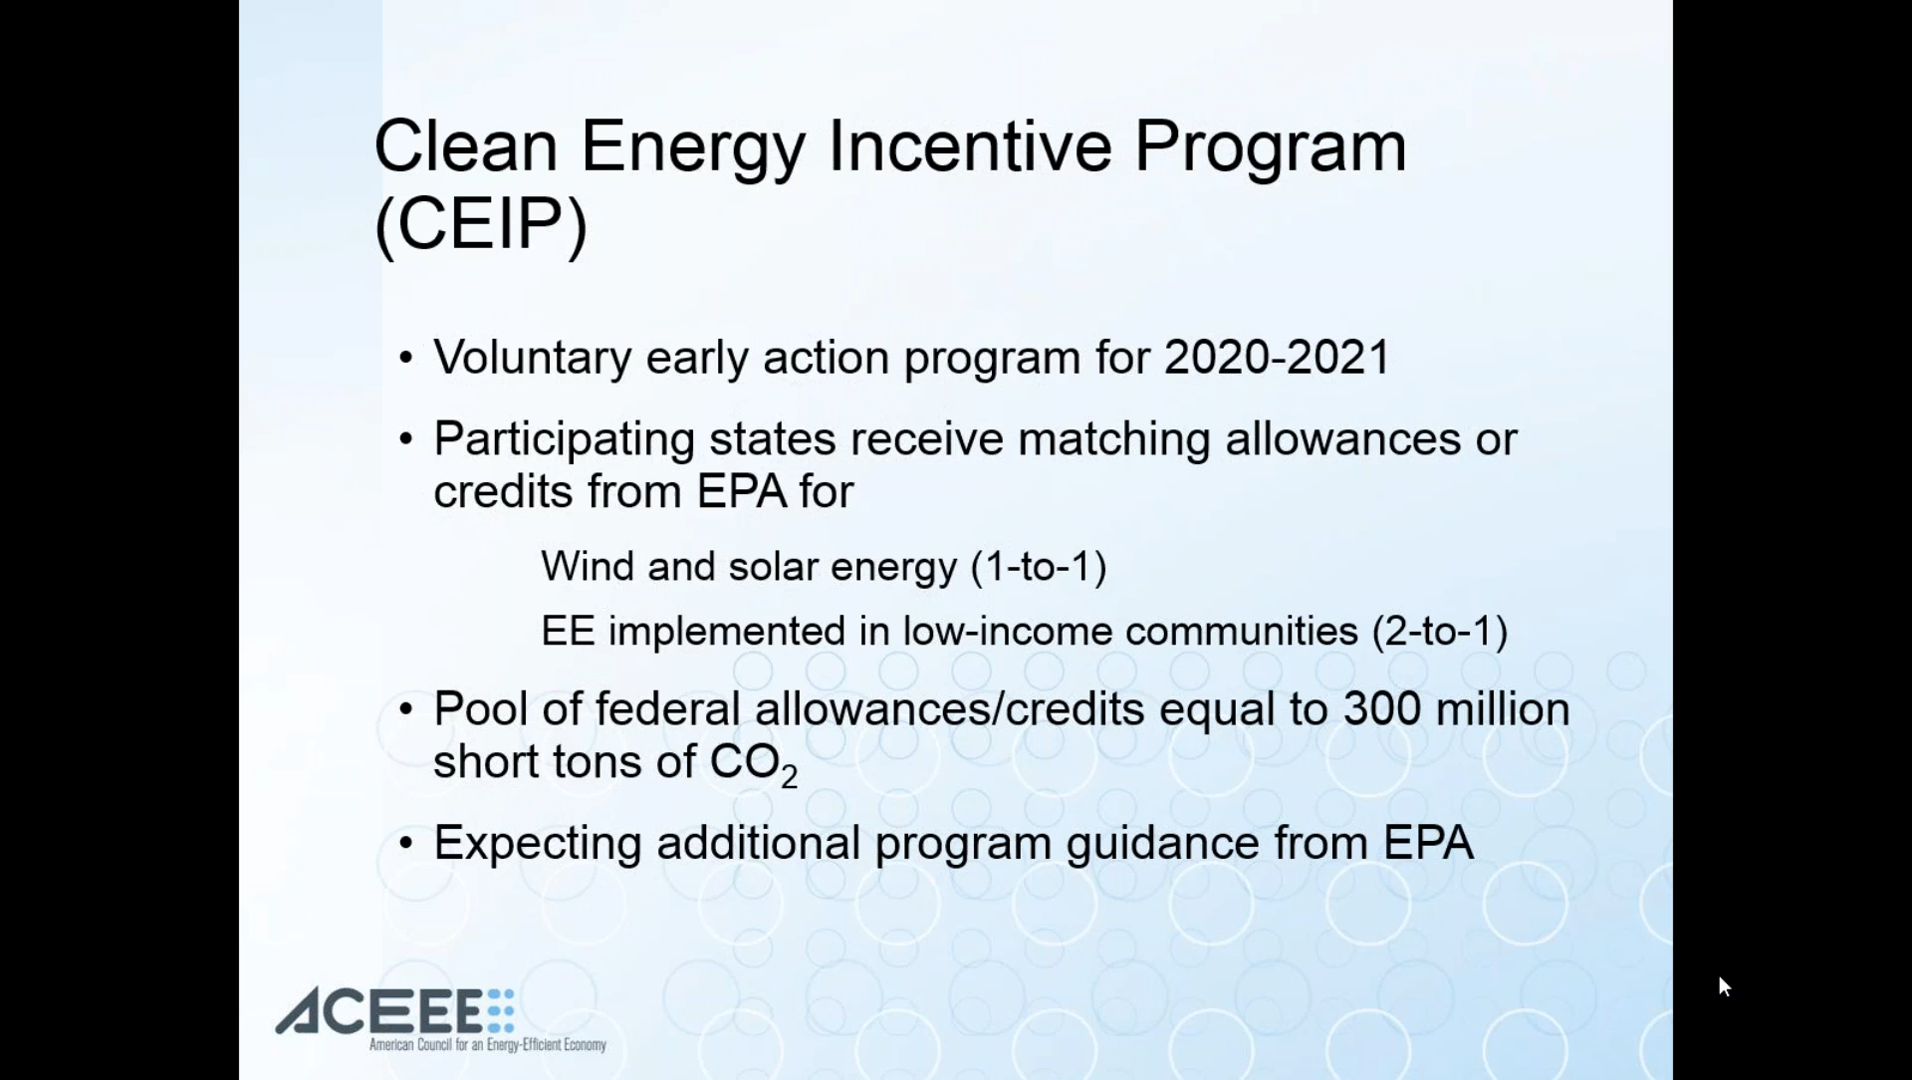 Clean Energy Incentive Program
(CEIP)
• Voluntary early action program for 2020-2021
• Participating states receive matching allowances or
credits from EPA for
Wind and solar energy (1-to-1)
EE implemented in low-income communities (2-to-1)
• Pool of federal allowances/credits equal to 300 million
short tons of CO₂
• Expecting additional program guidance from EPA
ACEEE
American Council for an Energy-Efficient Economy